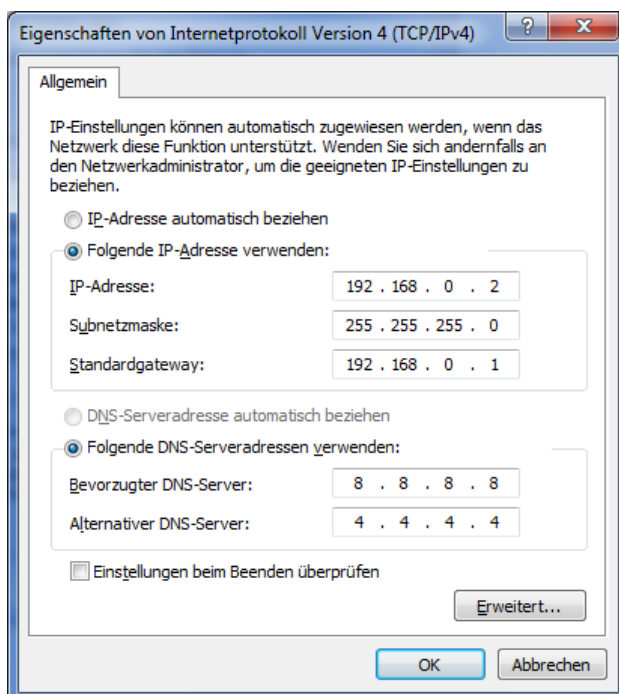 Eigenschaften von Internetprotokoll Version 4 (TCP/IPv4)
Allgemein
IP-Einstellungen können automatisch zugewiesen werden, wenn das
Netzwerk diese Funktion unterstützt. Wenden Sie sich andernfalls an
den Netzwerkadministrator, um die geeigneten IP-Einstellungen zu
beziehen.
IP-Adresse automatisch beziehen
Folgende IP-Adresse verwenden:
IP-Adresse: 192 . 168 . 0 . 2
Subnetzmaske: 255 . 255 . 255 . 0
Standardgateway: 192 . 168 . 0 . 1
DNS-Serveradresse automatisch beziehen
Folgende DNS-Serveradressen verwenden:
Bevorzugter DNS-Server: 8 . 8 . 8 . 8
Alternativer DNS-Server: 4 . 4 . 4 . 4
Einstellungen beim Beenden überprüfen
Erweitert...
OK Abbrechen